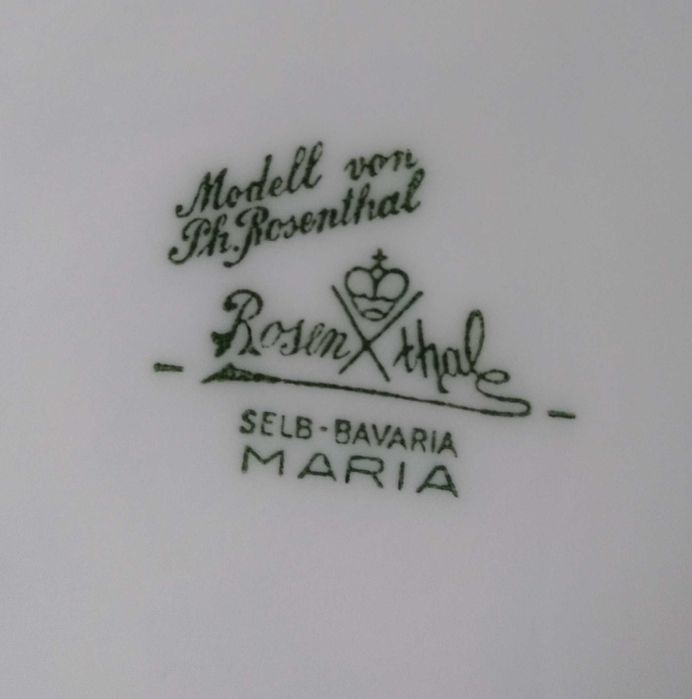 Modell von
Ph. Rosenthal
Rosenthal
SELB-BAVARIA
MARIA